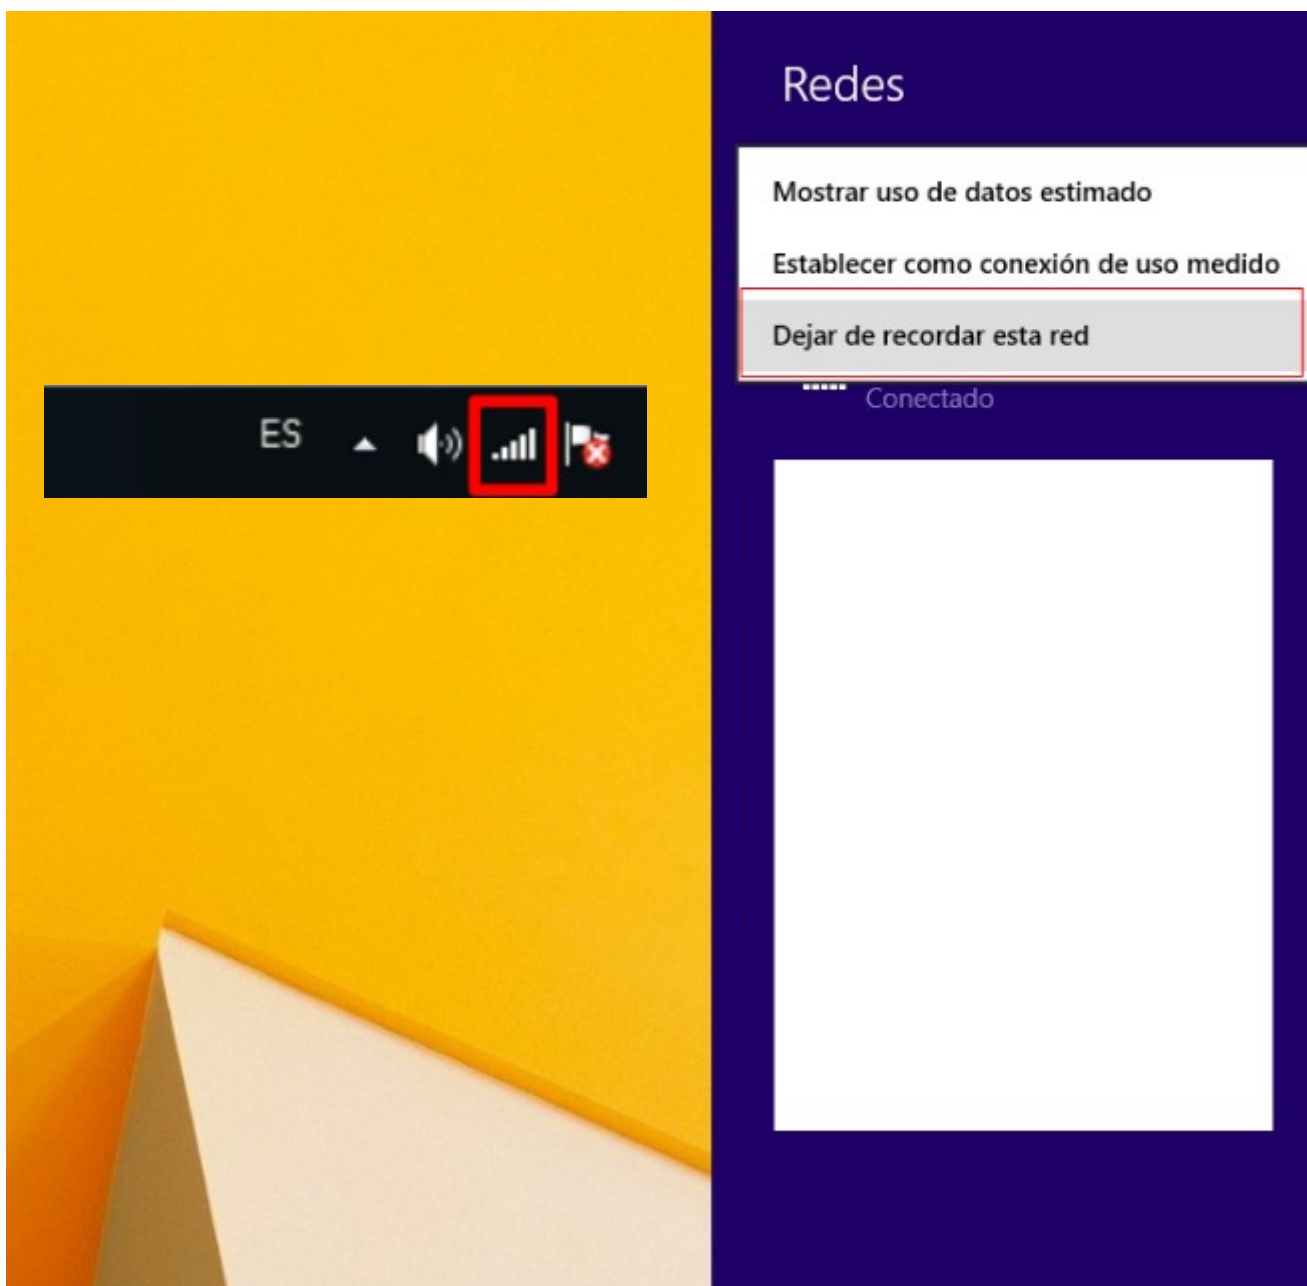 Redes
Mostrar uso de datos estimado
Establecer como conexión de uso medido
Dejar de recordar esta red
Conectado
ES